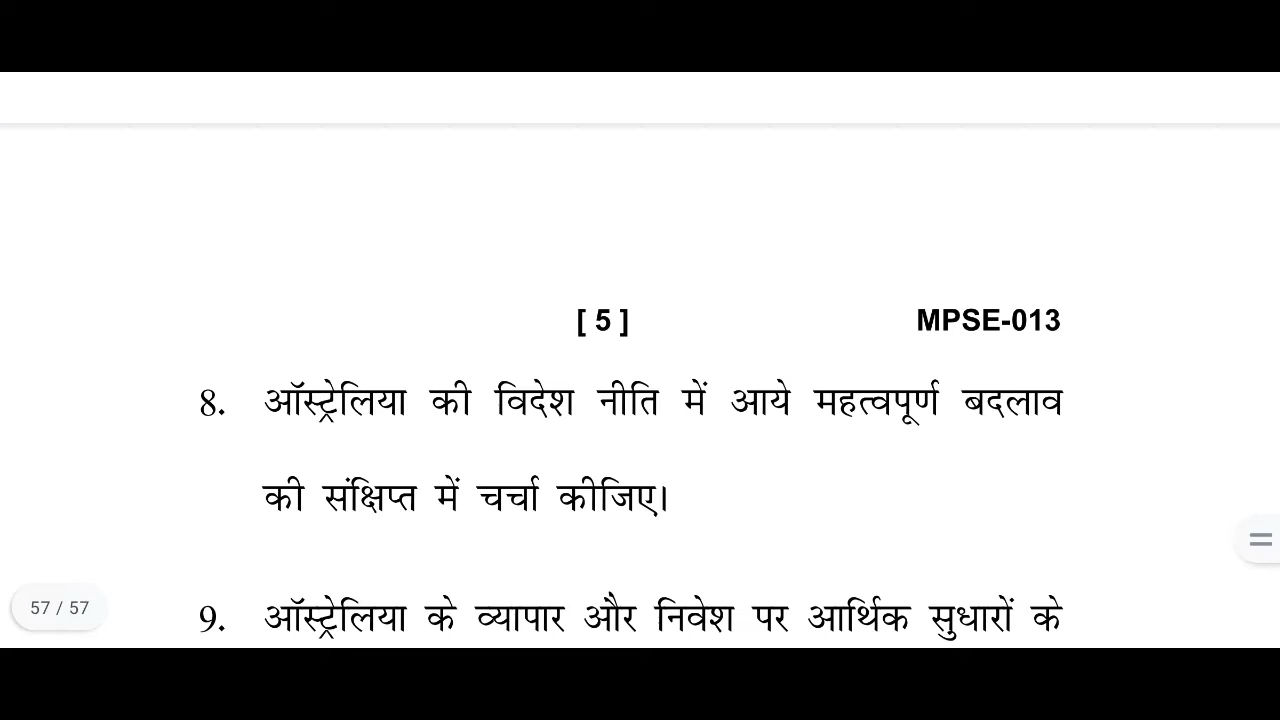 [ 5 ] MPSE-013
8. ऑस्ट्रेलिया की विदेश नीति में आये महत्वपूर्ण बदलाव
की संक्षिप्त में चर्चा कीजिए।
57 / 57
9. ऑस्ट्रेलिया के व्यापार और निवेश पर आर्थिक सुधारों के